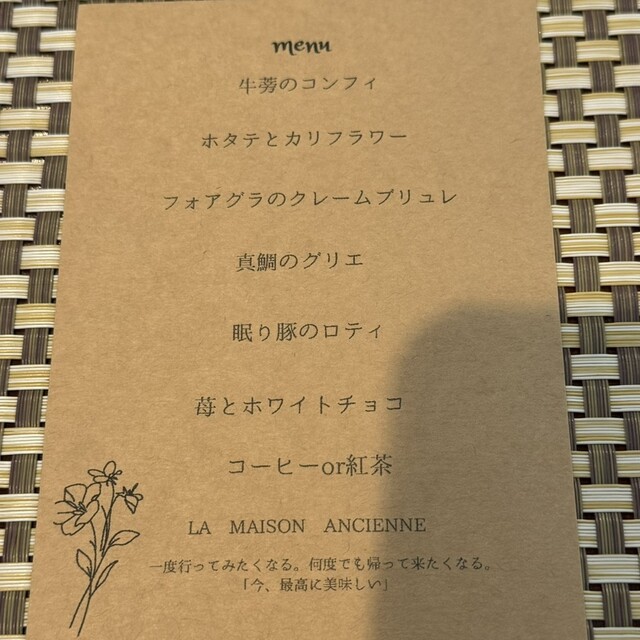 menu
牛蒡のコンフィ
ホタテとカリフラワー
フォアグラのクレームブリュレ
真鯛のグリエ
眠り豚のロティ
苺とホワイトチョコ
コーヒーor紅茶
LA MAISON ANCIENNE
一度行ってみたくなる。何度でも帰って来たくなる。
「今、最高に美味しい」